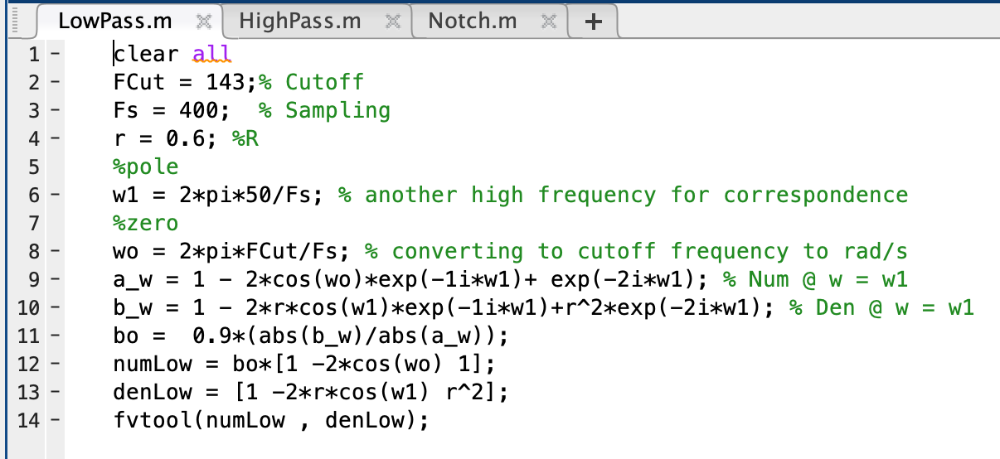 LowPass.m HighPass.m Notch.m +
1 - clear all
2 - FCut = 143;% Cutoff
3 - Fs = 400;  % Sampling
4 - r = 0.6; %R
5 %pole
6 - w1 = 2*pi*50/Fs; % another high frequency for correspondence
7 %zero
8 - wo = 2*pi*FCut/Fs; % converting to cutoff frequency to rad/s
9 - a_w = 1 - 2*cos(wo)*exp(-1i*w1)+ exp(-2i*w1); % Num @ w = w1
10 - b_w = 1 - 2*r*cos(w1)*exp(-1i*w1)+r^2*exp(-2i*w1); % Den @ w = w1
11 - bo =  0.9*(abs(b_w)/abs(a_w));
12 - numLow = bo*[1 -2*cos(wo) 1];
13 - denLow = [1 -2*r*cos(w1) r^2];
14 - fvtool(numLow , denLow);